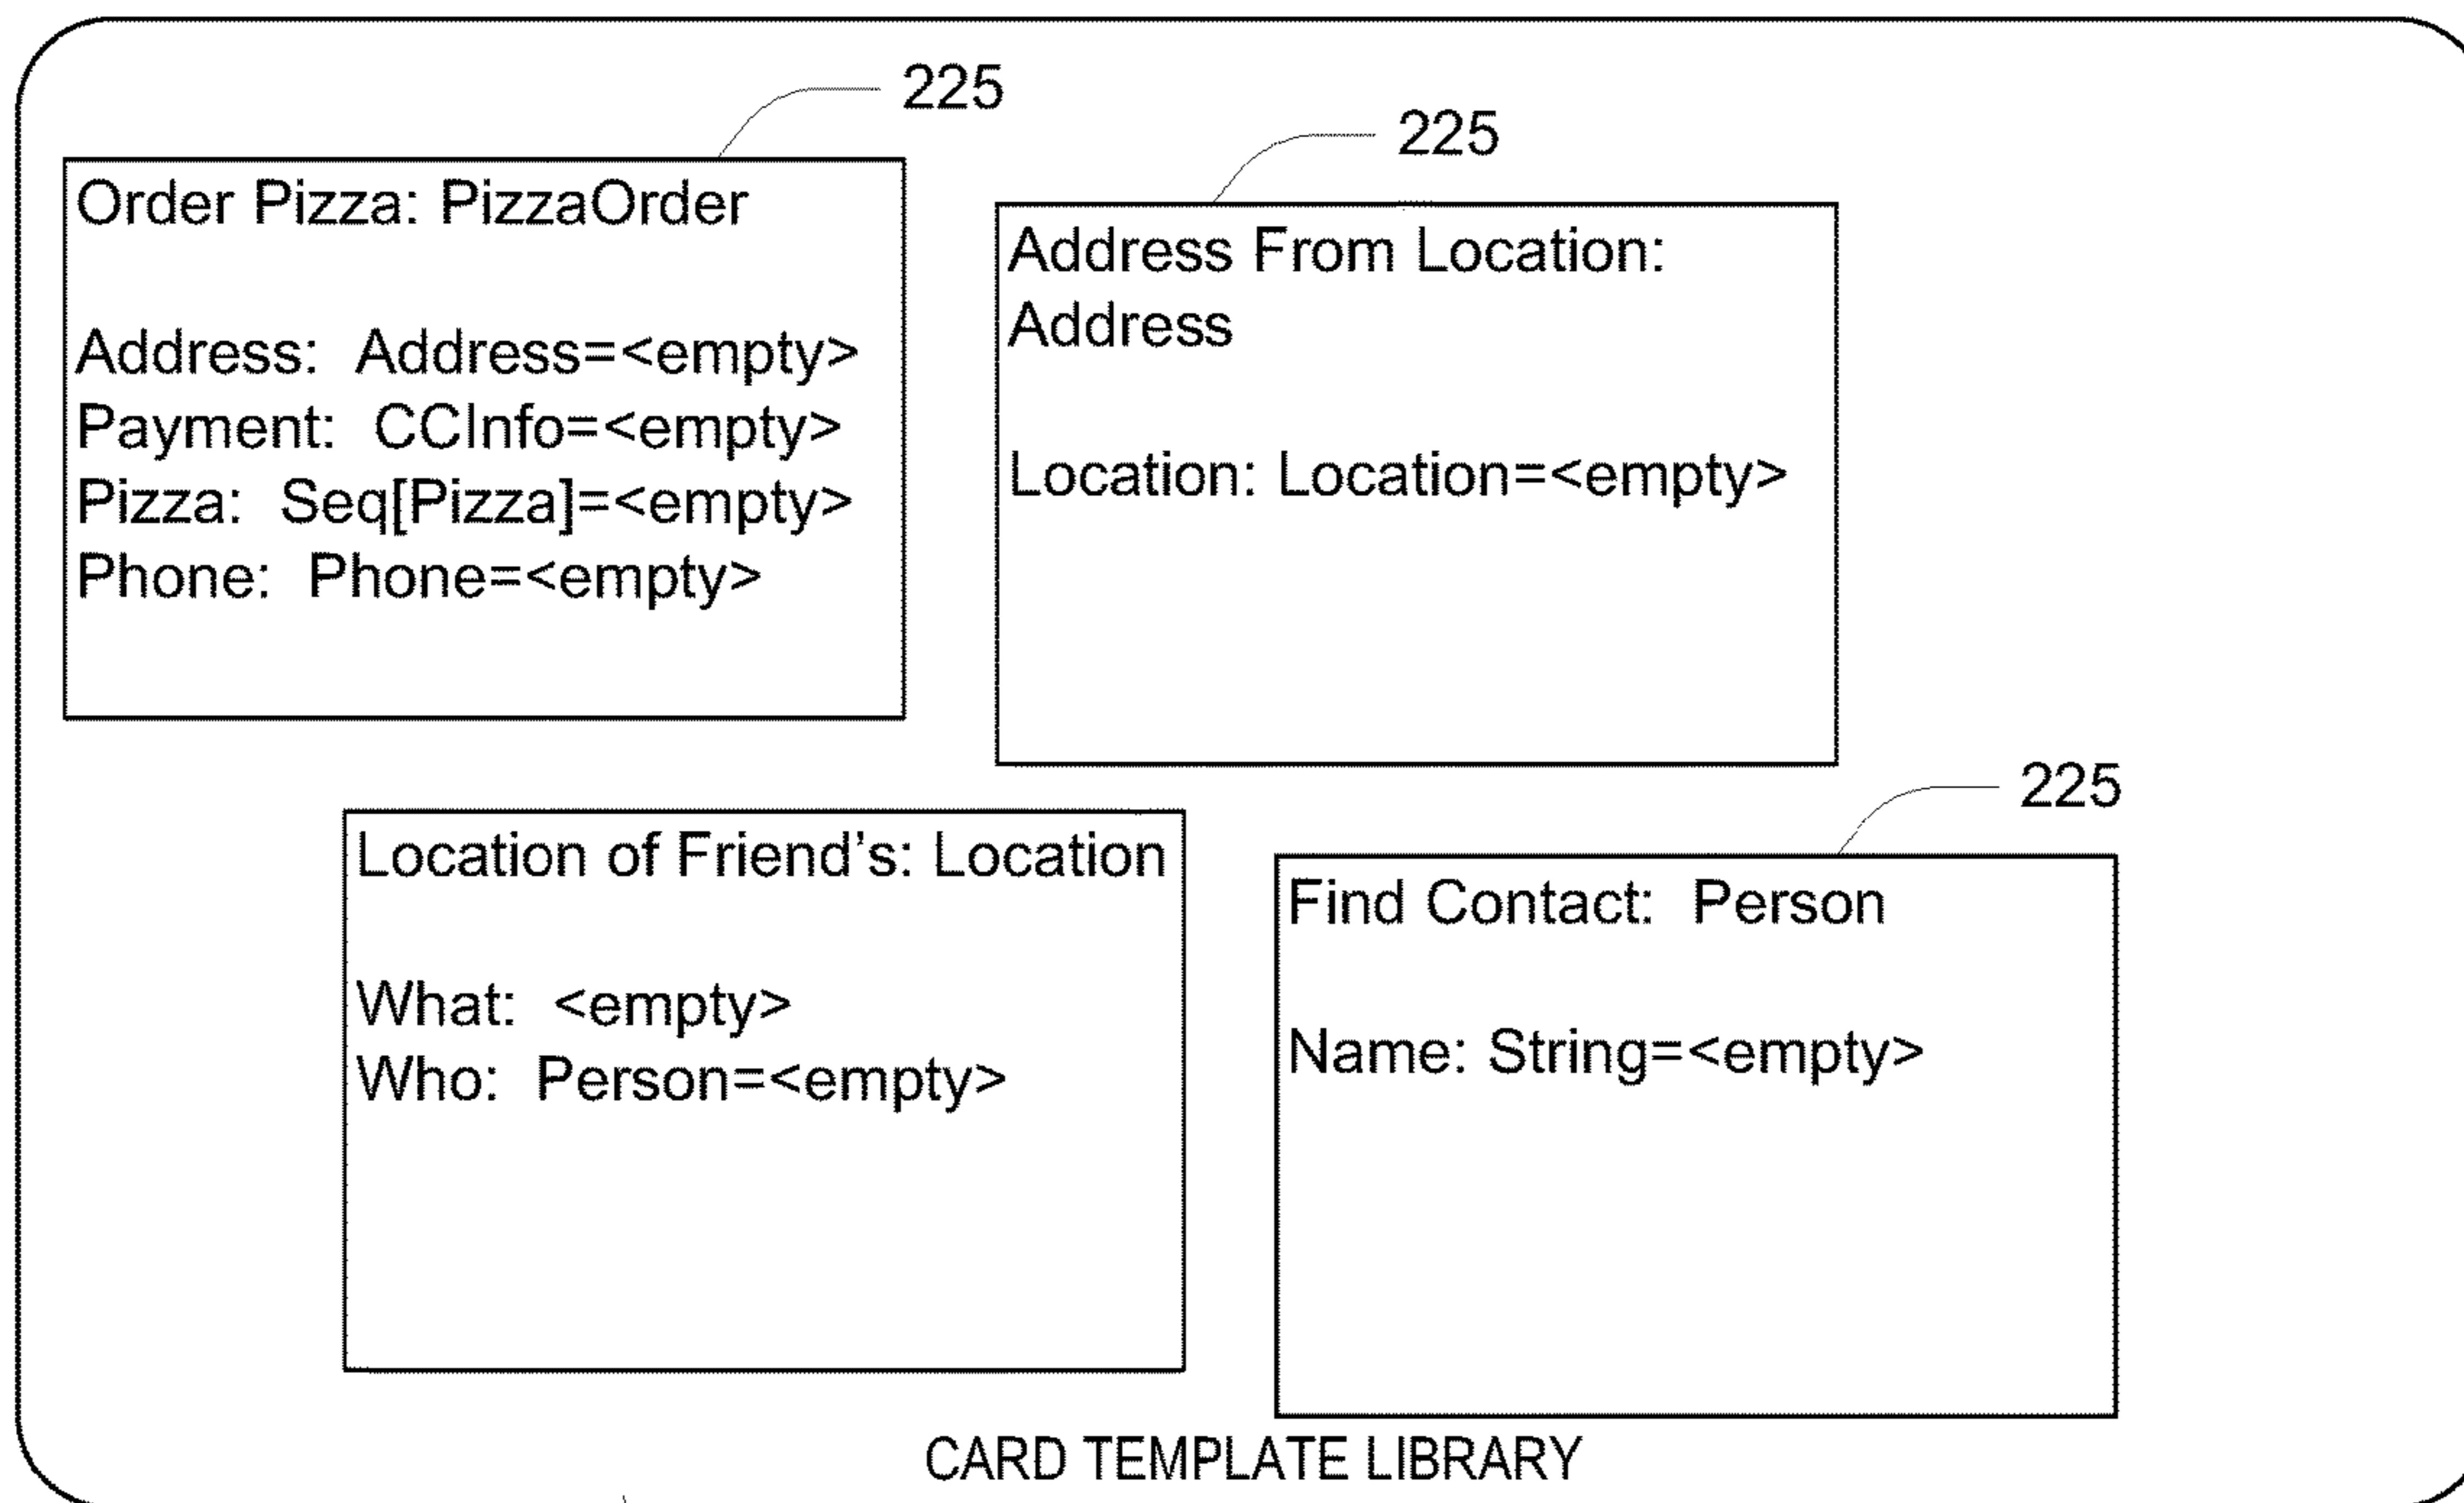 225
Order Pizza: PizzaOrder
Address: Address=<empty>
Payment: CCInfo=<empty>
Pizza: Seq[Pizza]=<empty>
Phone: Phone=<empty>
225
Address From Location:
Address
Location: Location=<empty>
Location of Friend's: Location
What: <empty>
Who: Person=<empty>
225
Find Contact: Person
Name: String=<empty>
CARD TEMPLATE LIBRARY